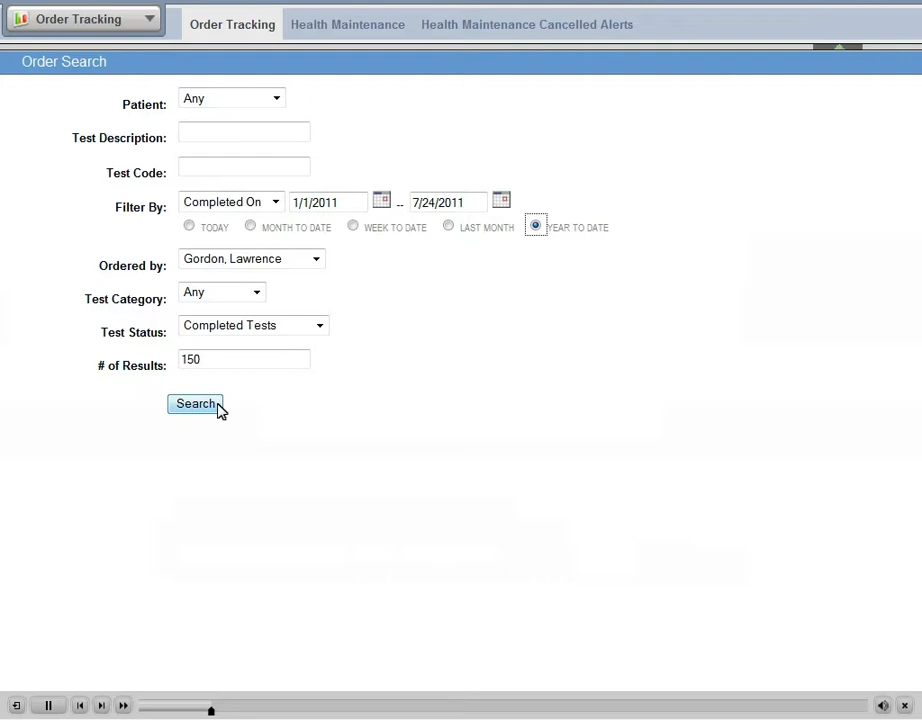 Order Tracking
Order Tracking Health Maintenance Health Maintenance Cancelled Alerts
Order Search
Patient: Any
Test Description:
Test Code:
Filter By: Completed On 1/1/2011 -- 7/24/2011
TODAY MONTH TO DATE WEEK TO DATE LAST MONTH YEAR TO DATE
Ordered by: Gordon, Lawrence
Test Category: Any
Test Status: Completed Tests
# of Results: 150
Search